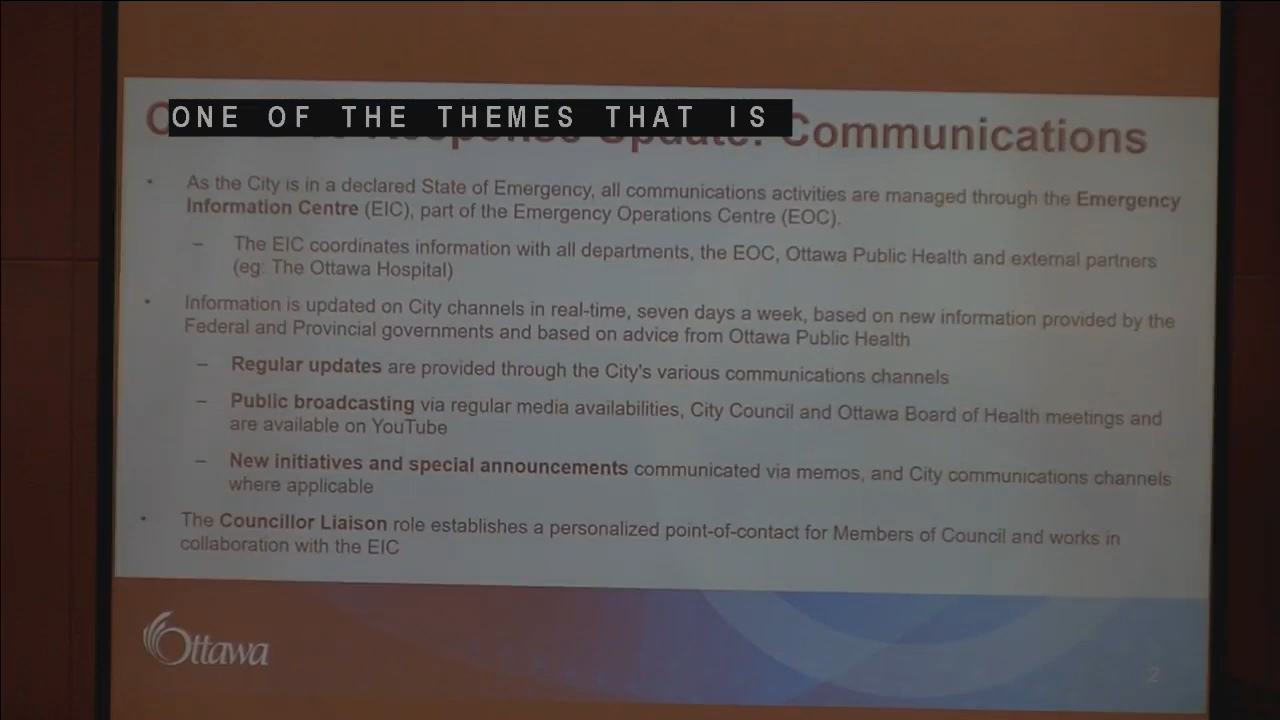 ONE OF THE THEMES THAT IS
Response Update: Communications
• As the City is in a declared State of Emergency, all communications activities are managed through the Emergency
Information Centre (EIC), part of the Emergency Operations Centre (EOC).
– The EIC coordinates information with all departments, the EOC, Ottawa Public Health and external partners
(eg: The Ottawa Hospital)
• Information is updated on City channels in real-time, seven days a week, based on new information provided by the
Federal and Provincial governments and based on advice from Ottawa Public Health
– Regular updates are provided through the City's various communications channels
– Public broadcasting via regular media availabilities, City Council and Ottawa Board of Health meetings and
are available on YouTube
– New initiatives and special announcements communicated via memos, and City communications channels
where applicable
• The Councillor Liaison role establishes a personalized point-of-contact for Members of Council and works in
collaboration with the EIC
Ottawa
2